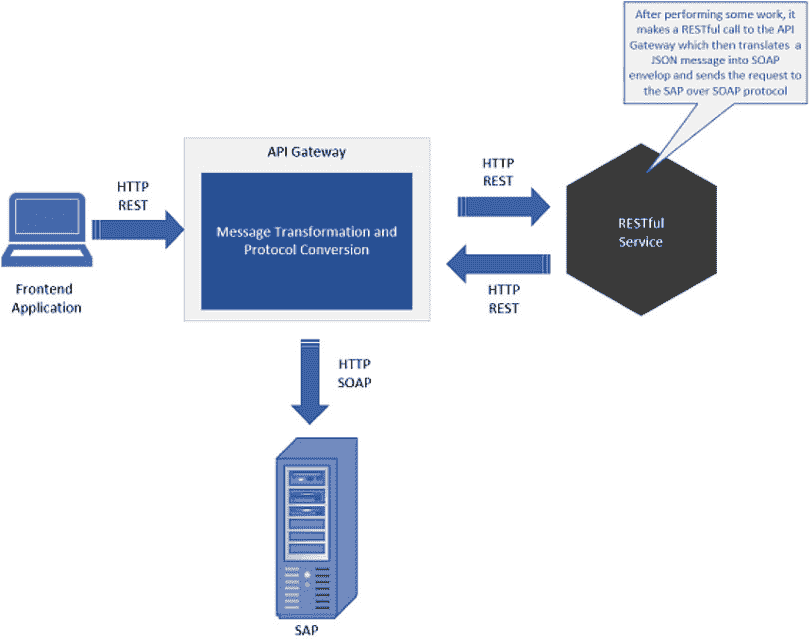 After performing some work, it
makes a RESTful call to the API
Gateway which then translates a
JSON message into SOAP
envelop and sends the request to
the SAP over SOAP protocol
API Gateway
HTTP
REST
HTTP
REST
Message Transformation and
Protocol Conversion
RESTful
Service
Frontend
Application
HTTP
REST
HTTP
SOAP
SAP